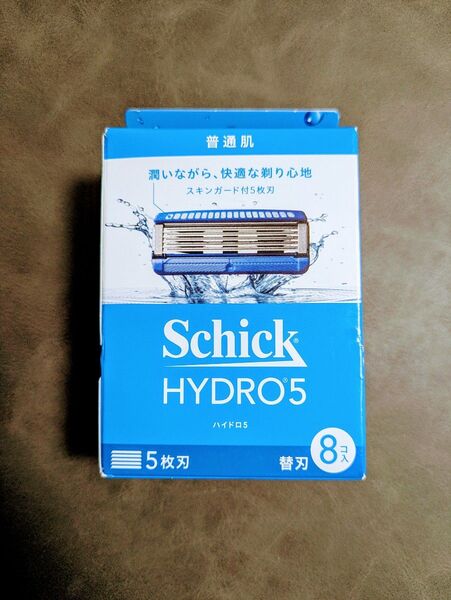 普通肌
潤いながら、快適な剃り心地
スキンガード付5枚刃
Schick
HYDRO®5
ハイドロ5
5枚刃
替刃 8コ入